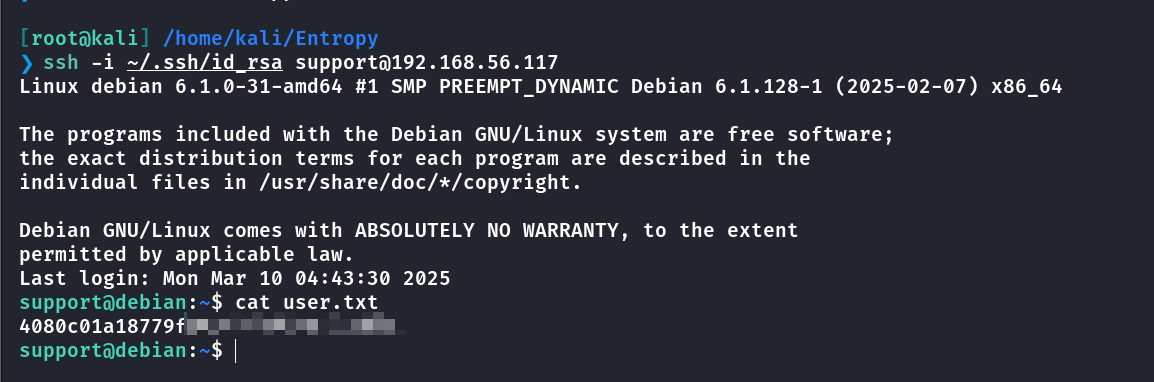 [root@kali] /home/kali/Entropy
❯ ssh -i ~/.ssh/id_rsa support@192.168.56.117
Linux debian 6.1.0-31-amd64 #1 SMP PREEMPT_DYNAMIC Debian 6.1.128-1 (2025-02-07) x86_64
The programs included with the Debian GNU/Linux system are free software;
the exact distribution terms for each program are described in the
individual files in /usr/share/doc/*/copyright.
Debian GNU/Linux comes with ABSOLUTELY NO WARRANTY, to the extent
permitted by applicable law.
Last login: Mon Mar 10 04:43:30 2025
support@debian:~$ cat user.txt
4080c01a18779f
support@debian:~$